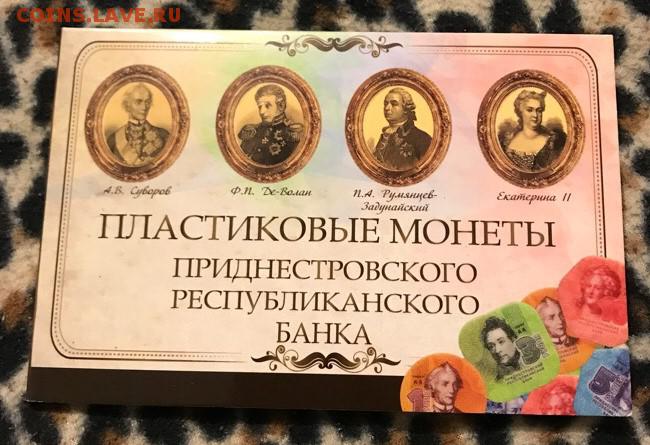 COINS.LAVE.RU
А.В. Суворов
Ф.П. Де-Волан
П.А. Румянцев-
Задунайский
Екатерина II
ПЛАСТИКОВЫЕ МОНЕТЫ
ПРИДНЕСТРОВСКОГО
РЕСПУБЛИКАНСКОГО
БАНКА